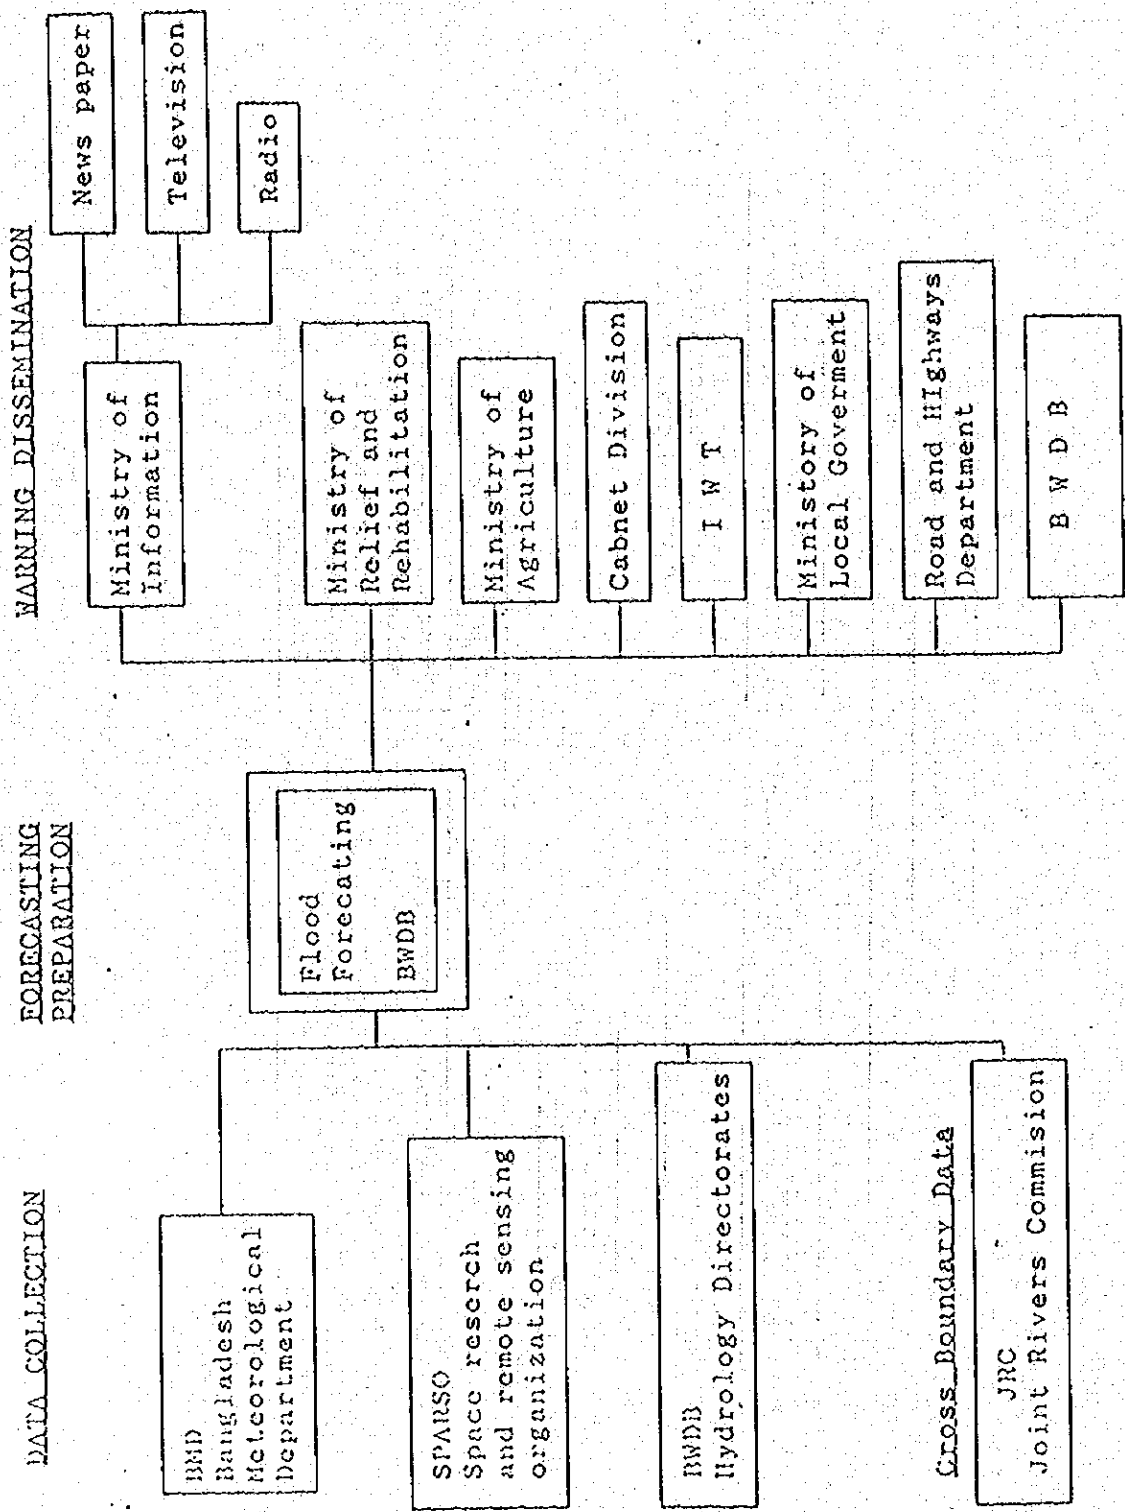 DATA COLLECTION
BMD
Bangladesh
Meteorological
Department
SPARSO
Space reserch
and remote sensing
organization
BWDB
Hydrology Directorates
Cross Boundary Data
JRC
Joint Rivers Commision
FORECASTING
PREPARATION
Flood
Forecating
BWDB
WARNING DISSEMINATION
Ministry of
Information
News paper
Television
Radio
Ministry of
Relief and
Rehabilitation
Ministry of
Agriculture
Cabnet Division
I W T
Ministory of
Local Goverment
Road and HIghways
Department
B W D B